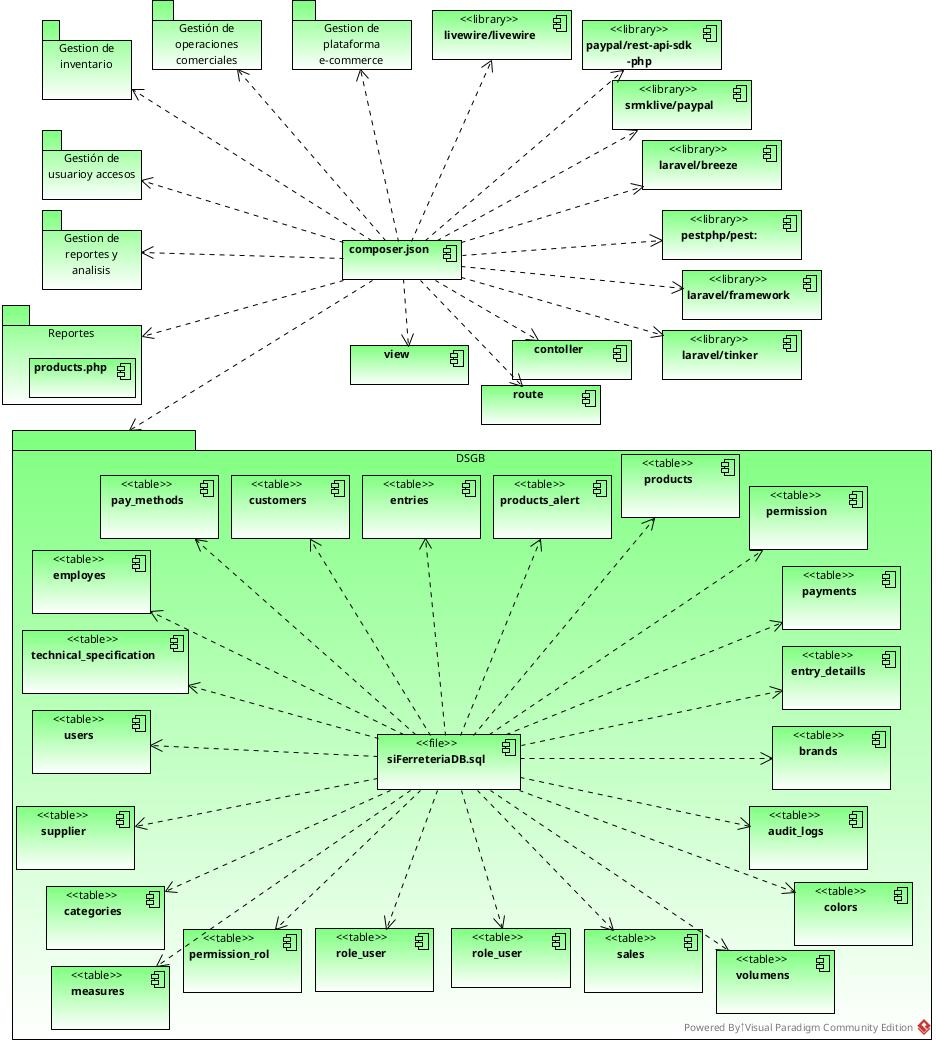 Gestion de
inventario
Gestión de
operaciones
comerciales
Gestión de
plataforma
e-commerce
<<library>>
livewire/livewire
<<library>>
paypal/rest-api-sdk
-php
<<library>>
srmklive/paypal
Gestión de
usuarioy accesos
<<library>>
laravel/breeze
Gestion de
reportes y
analisis
composer.json
<<library>>
pestphp/pest:
<<library>>
laravel/framework
Reportes
products.php
view
contoller
<<library>>
laravel/tinker
route
DSGB
<<table>>
pay_methods
<<table>>
customers
<<table>>
entries
<<table>>
products_alert
<<table>>
products
<<table>>
permission
<<table>>
employes
<<table>>
payments
<<table>>
technical_specification
<<table>>
entry_detaills
<<table>>
users
<<file>>
siFerreteriaDB.sql
<<table>>
brands
<<table>>
supplier
<<table>>
audit_logs
<<table>>
categories
<<table>>
colors
<<table>>
measures
<<table>>
permission_rol
<<table>>
role_user
<<table>>
role_user
<<table>>
sales
<<table>>
volumens
Powered By Visual Paradigm Community Edition